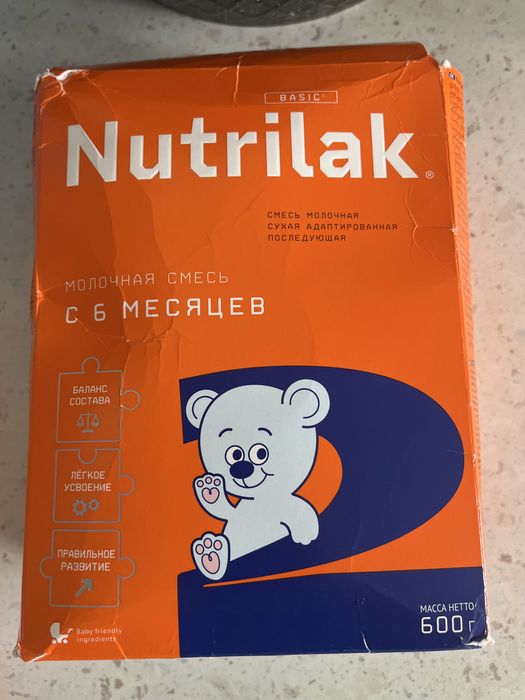 BASIC®
Nutrilak®
СМЕСЬ МОЛОЧНАЯ
СУХАЯ АДАПТИРОВАННАЯ
ПОСЛЕДУЮЩАЯ
МОЛОЧНАЯ СМЕСЬ
С 6 МЕСЯЦЕВ
БАЛАНС
СОСТАВА
ЛЁГКОЕ
УСВОЕНИЕ
ПРАВИЛЬНОЕ
РАЗВИТИЕ
2
Baby friendly
ingredients
МАССА НЕТТО
600 г